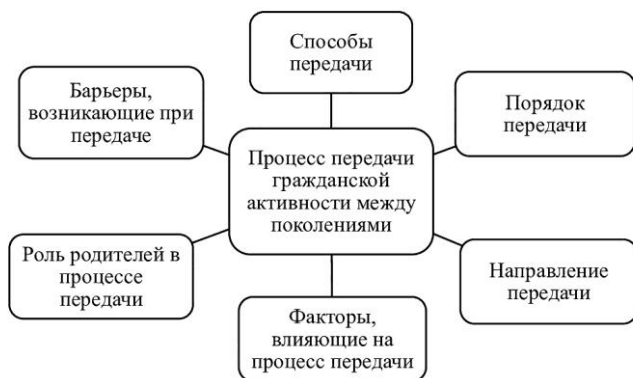 Способы
передачи
Барьеры,
возникающие при
передаче
Порядок
передачи
Процесс передачи
гражданской
активности между
поколениями
Роль родителей в
процессе
передачи
Направление
передачи
Факторы,
влияющие на
процесс передачи